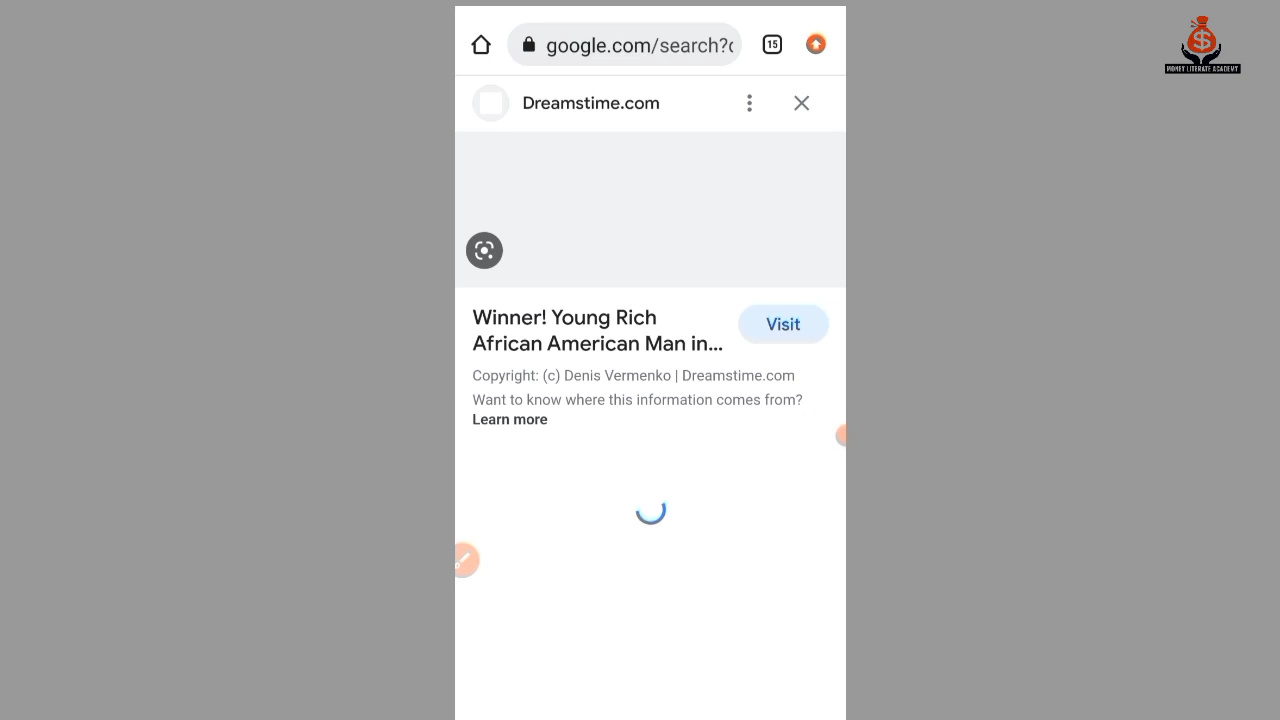 google.com/search?
15
MONEY LITERATE ACADEMY
Dreamstime.com
Winner! Young Rich
African American Man in...
Visit
Copyright: (c) Denis Vermenko | Dreamstime.com
Want to know where this information comes from?
Learn more